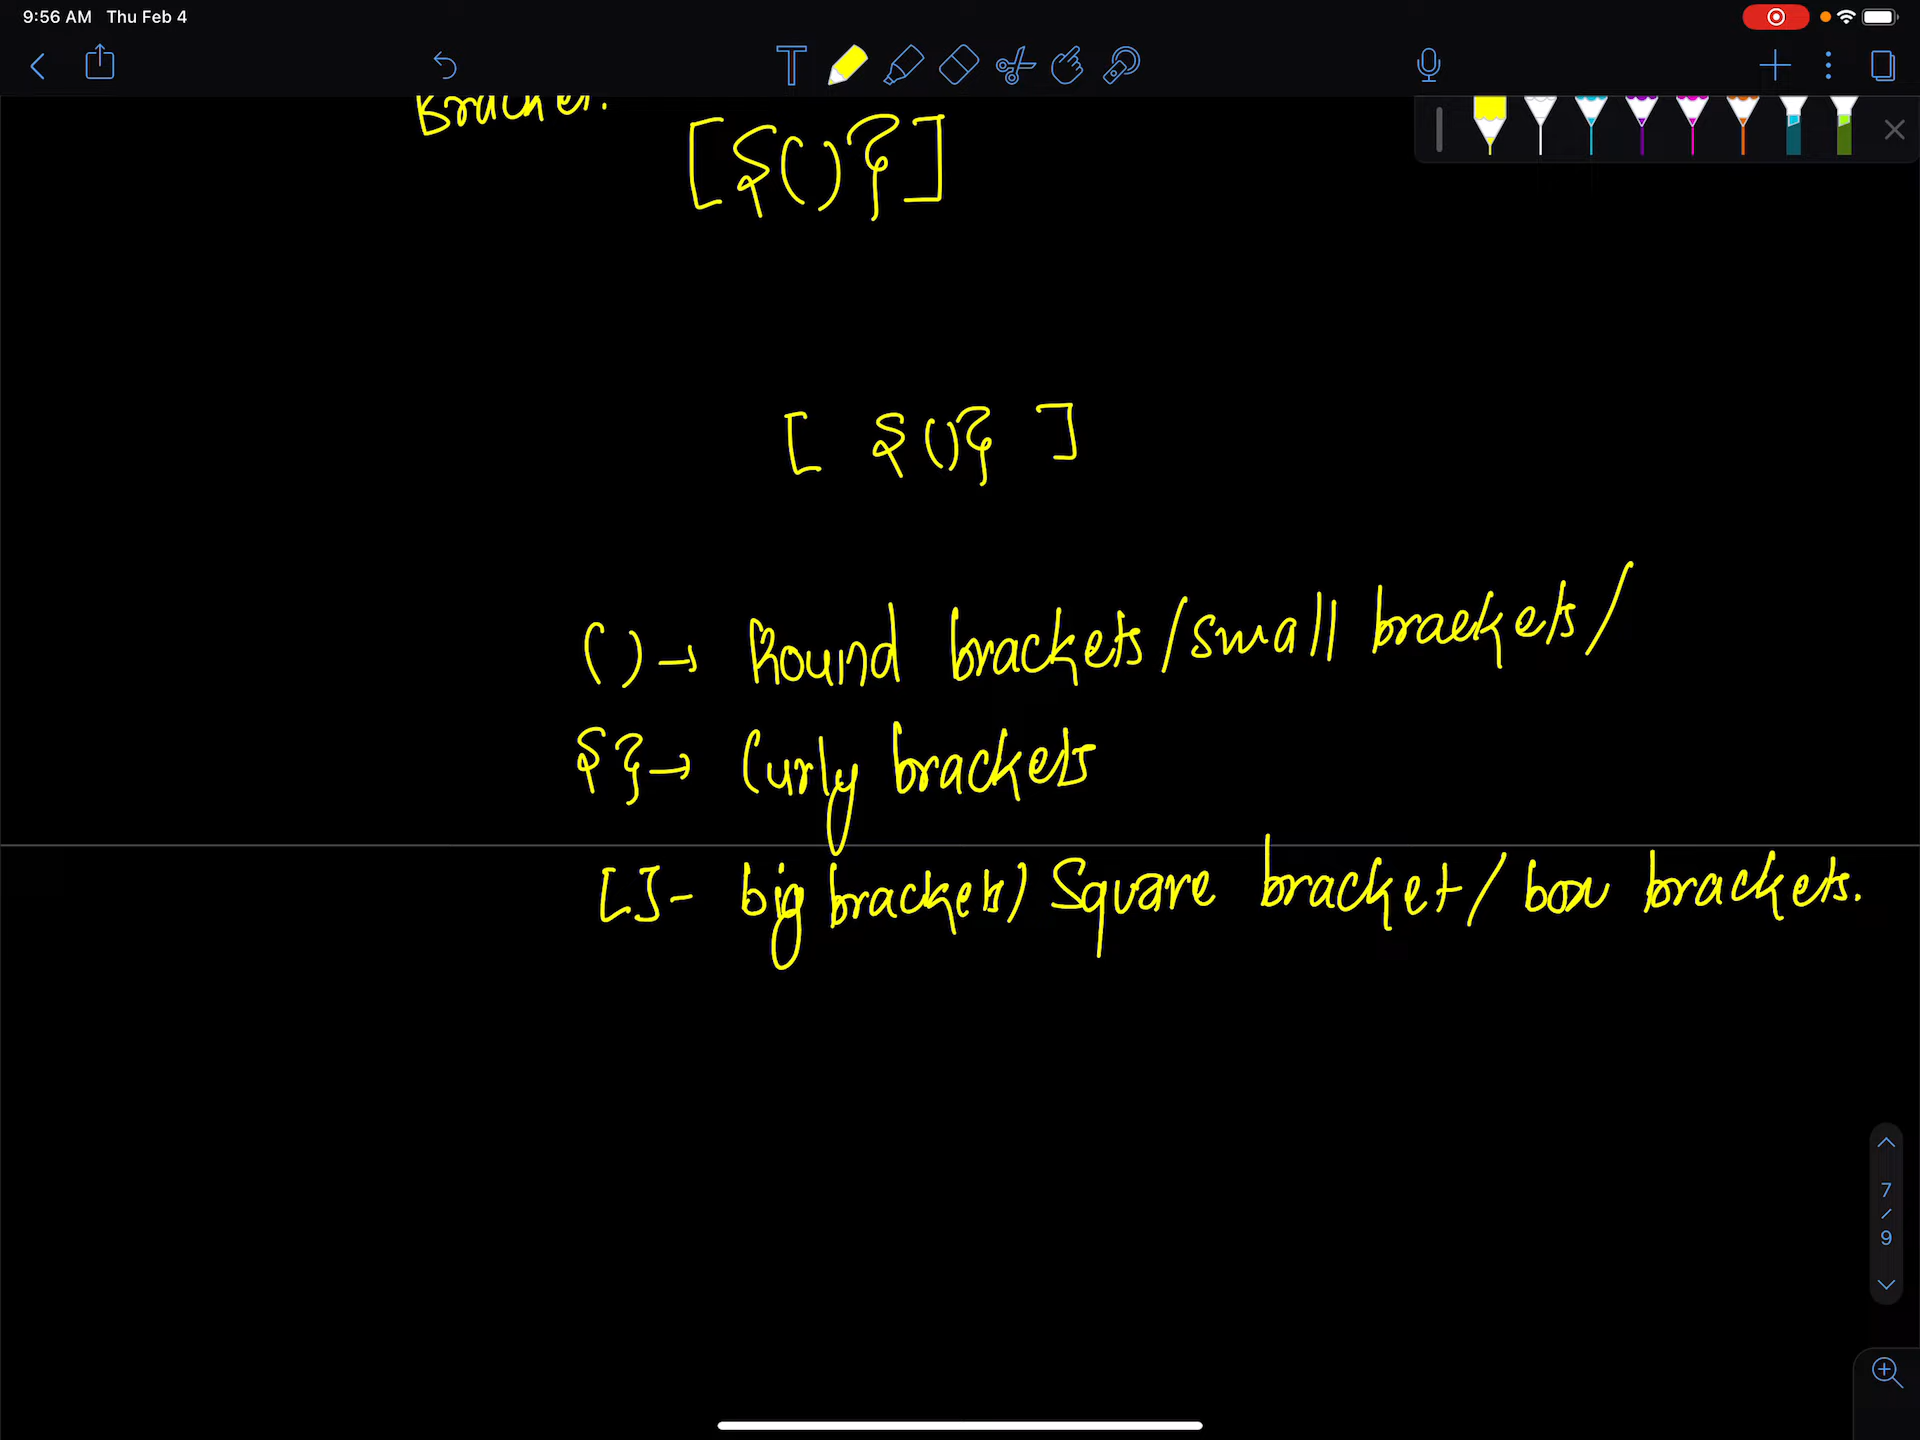 9:56 AM Thu Feb 4
Bracket.
[{()}]
[ {()} ]
() → Round brackets/small brackets/
{} → Curly brackets
[] - big brackets/ Square bracket/ box brackets.
7
/
9